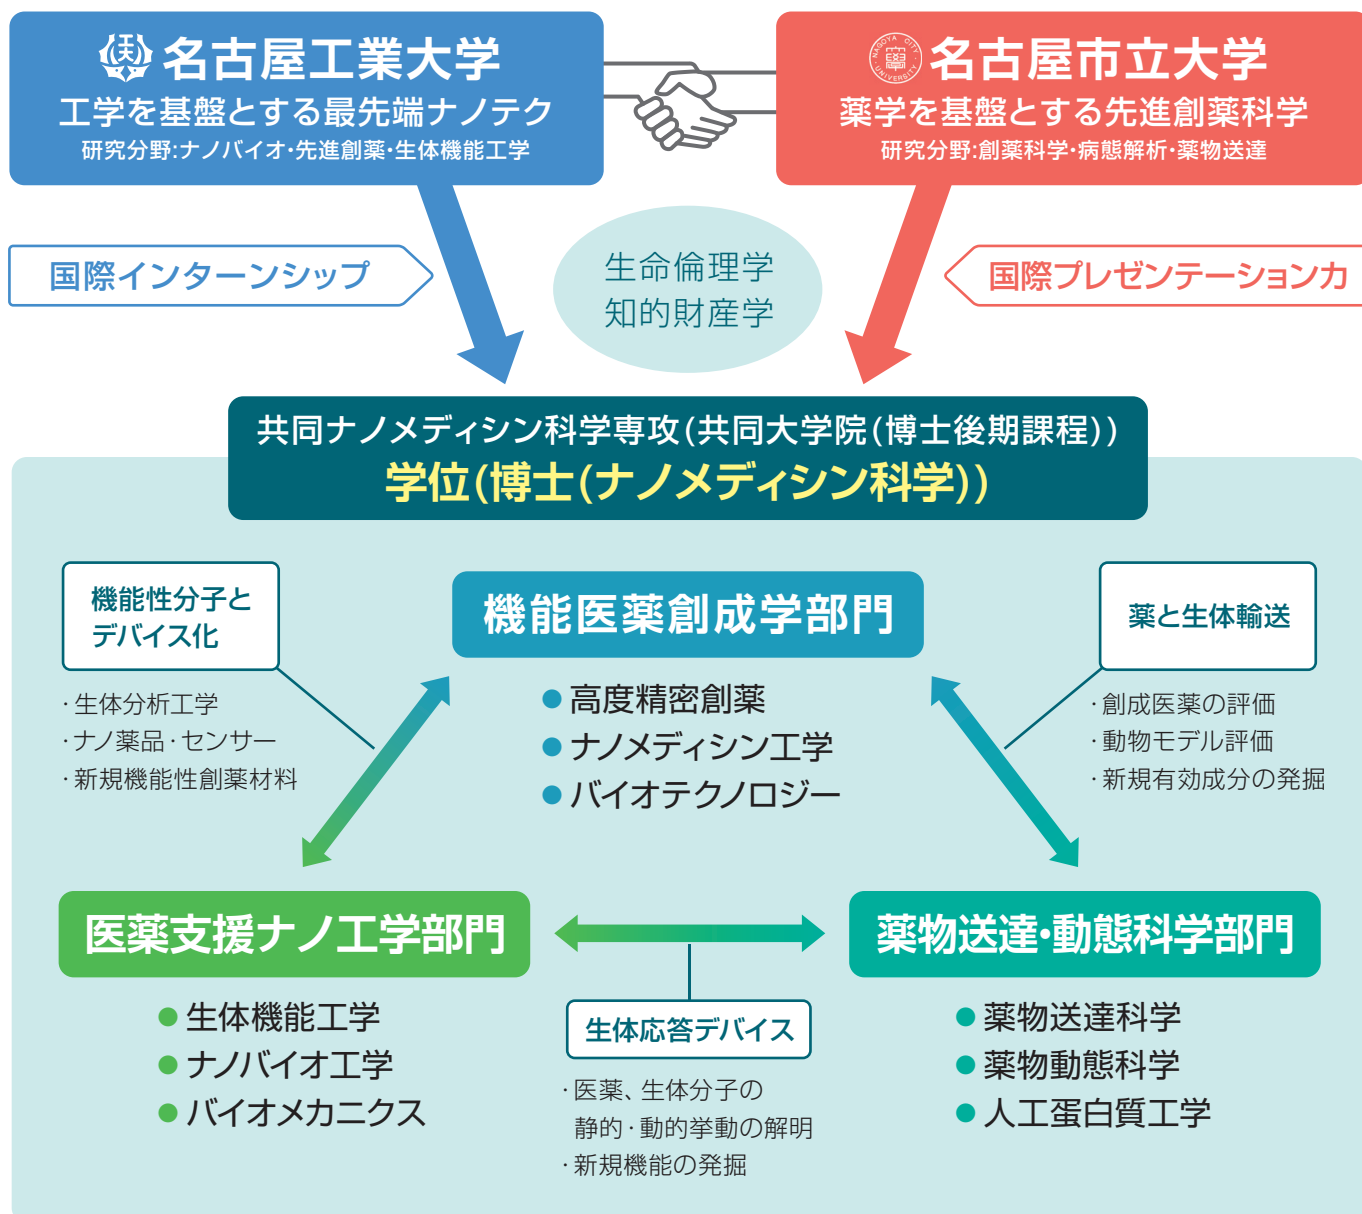 名古屋工業大学
工学を基盤とする最先端ナノテク
研究分野:ナノバイオ・先進創薬・生体機能工学
NAGOYA CITY UNIVERSITY
名古屋市立大学
薬学を基盤とする先進創薬科学
研究分野:創薬科学・病態解析・薬物送達
国際インターンシップ
生命倫理学
知的財産学
国際プレゼンテーション力
共同ナノメディシン科学専攻(共同大学院(博士後期課程))
学位(博士(ナノメディシン科学))
機能性分子と
デバイス化
・生体分析工学
・ナノ薬品・センサー
・新規機能性創薬材料
機能医薬創成学部門
● 高度精密創薬
● ナノメディシン工学
● バイオテクノロジー
薬と生体輸送
・創成医薬の評価
・動物モデル評価
・新規有効成分の発掘
医薬支援ナノ工学部門
● 生体機能工学
● ナノバイオ工学
● バイオメカニクス
生体応答デバイス
・医薬、生体分子の
静的・動的挙動の解明
・新規機能の発掘
薬物送達・動態科学部門
● 薬物送達科学
● 薬物動態科学
● 人工蛋白質工学